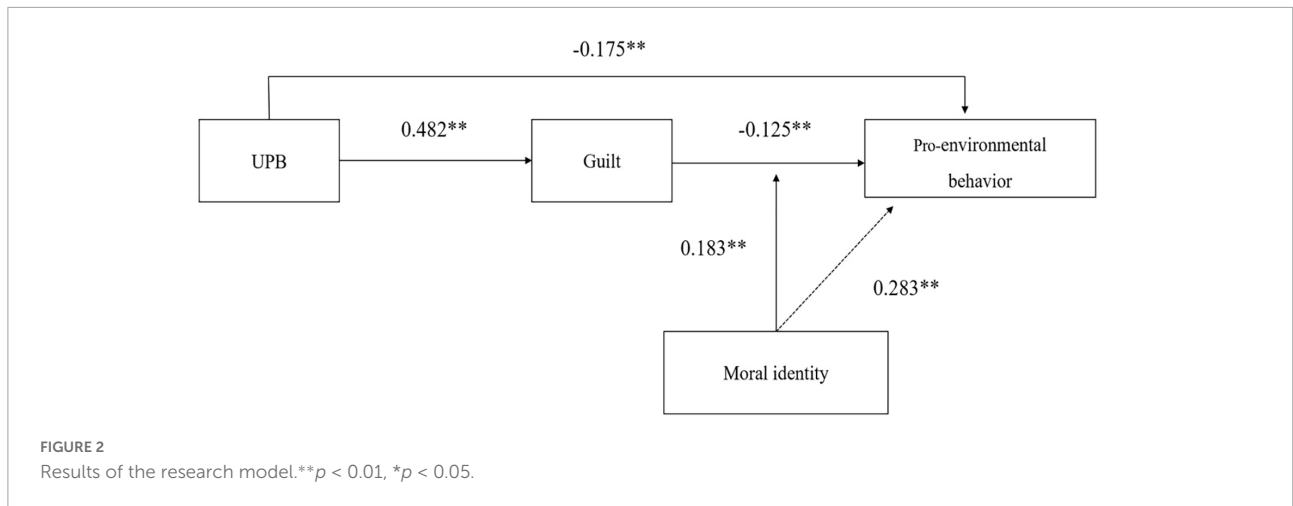 -0.175**
0.482**
-0.125**
UPB
Guilt
Pro-environmental
behavior
0.183**
0.283**
Moral identity
FIGURE 2
Results of the research model.**p < 0.01, *p < 0.05.